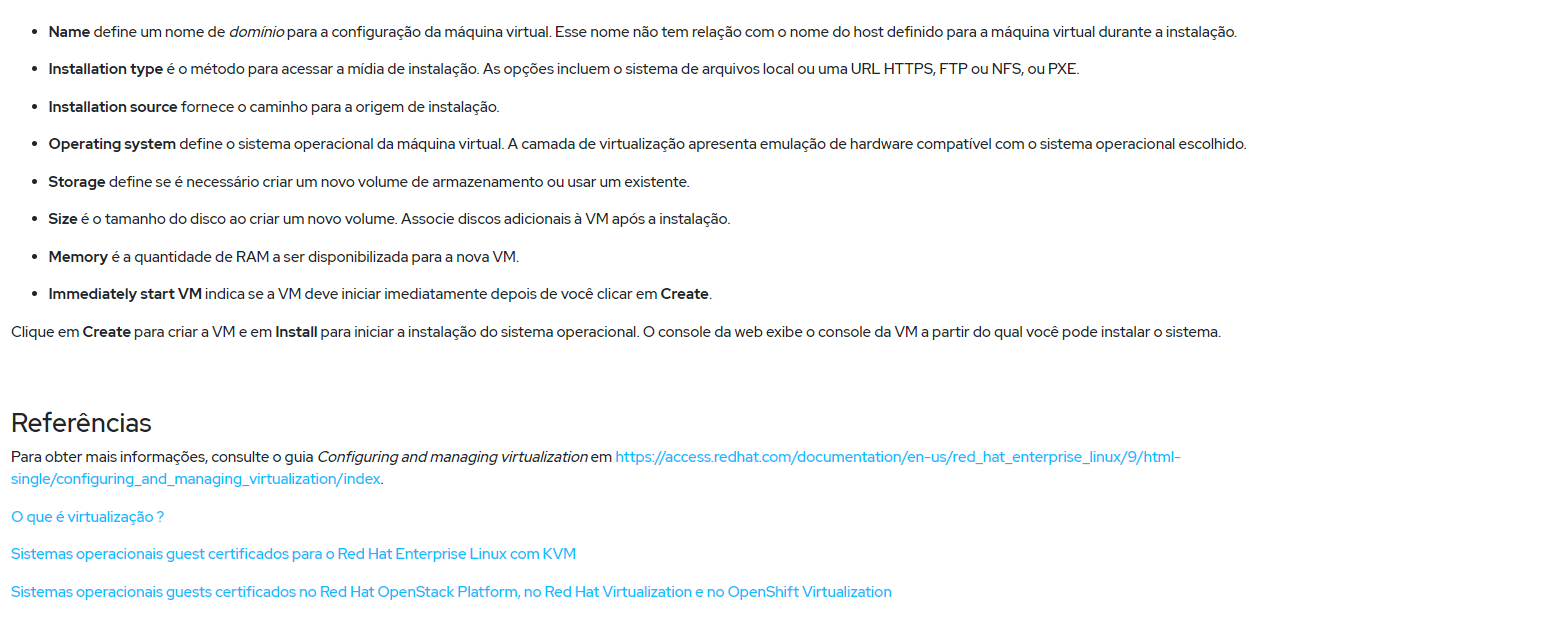 Name define um nome de domínio para a configuração da máquina virtual. Esse nome não tem relação com o nome do host definido para a máquina virtual durante a instalação.
Installation type é o método para acessar a mídia de instalação. As opções incluem o sistema de arquivos local ou uma URL HTTPS, FTP ou NFS, ou PXE.
Installation source fornece o caminho para a origem de instalação.
Operating system define o sistema operacional da máquina virtual. A camada de virtualização apresenta emulação de hardware compatível com o sistema operacional escolhido.
Storage define se é necessário criar um novo volume de armazenamento ou usar um existente.
Size é o tamanho do disco ao criar um novo volume. Associe discos adicionais à VM após a instalação.
Memory é a quantidade de RAM a ser disponibilizada para a nova VM.
Immediately start VM indica se a VM deve iniciar imediatamente depois de você clicar em Create.
Clique em Create para criar a VM e em Install para iniciar a instalação do sistema operacional. O console da web exibe o console da VM a partir do qual você pode instalar o sistema.
Referências
Para obter mais informações, consulte o guia Configuring and managing virtualization em https://access.redhat.com/documentation/en-us/red_hat_enterprise_linux/9/html-
single/configuring_and_managing_virtualization/index.
O que é virtualização ?
Sistemas operacionais guest certificados para o Red Hat Enterprise Linux com KVM
Sistemas operacionais guests certificados no Red Hat OpenStack Platform, no Red Hat Virtualization e no OpenShift Virtualization